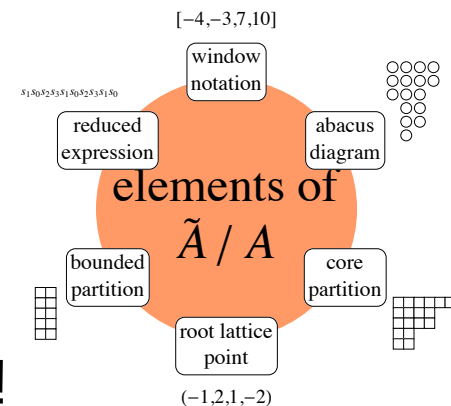 [−4,−3,7,10]
window
notation
s₁s₀s₂s₃s₁s₀s₂s₃s₁s₀
reduced
expression
abacus
diagram
elements of
Ã / A
bounded
partition
core
partition
root lattice
point
!
(−1,2,1,−2)